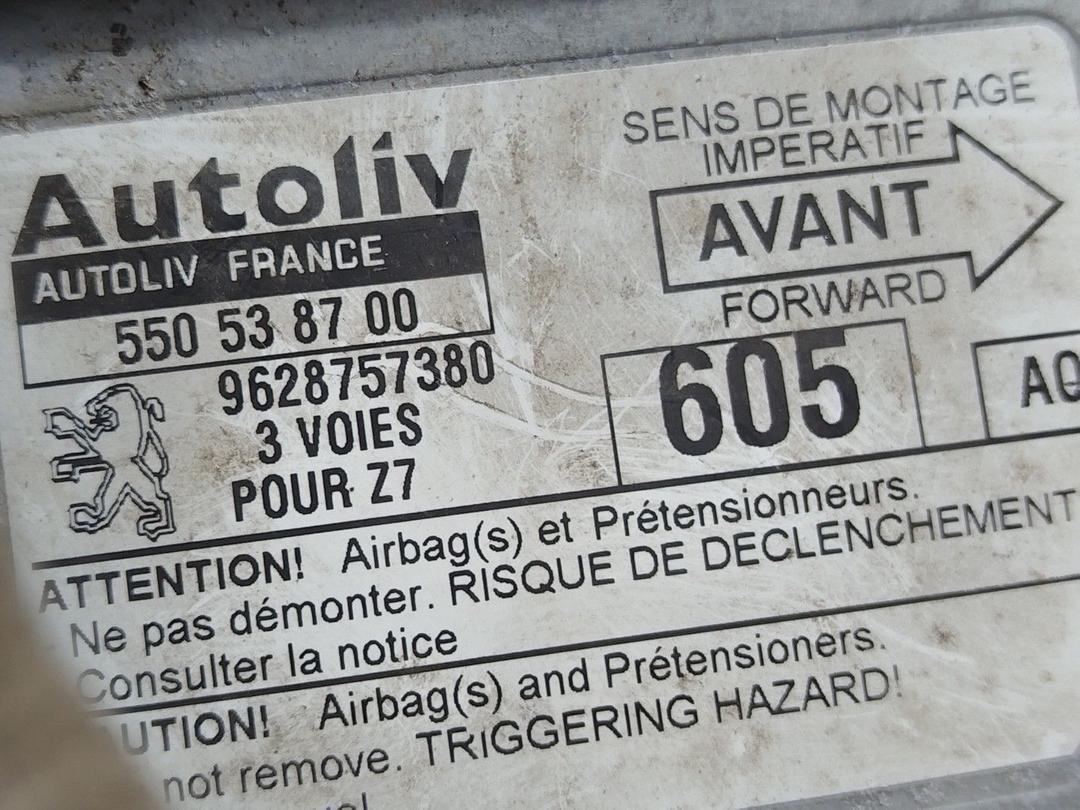 Autoliv
AUTOLIV FRANCE
550 53 87 00
9628757380
3 VOIES
POUR Z7
SENS DE MONTAGE
IMPERATIF
AVANT
FORWARD
605
AQ
ATTENTION! Airbag(s) et Prétensionneurs.
Ne pas démonter. RISQUE DE DECLENCHEMENT
Consulter la notice
UTION! Airbag(s) and Prétensioners.
not remove. TRIGGERING HAZARD!